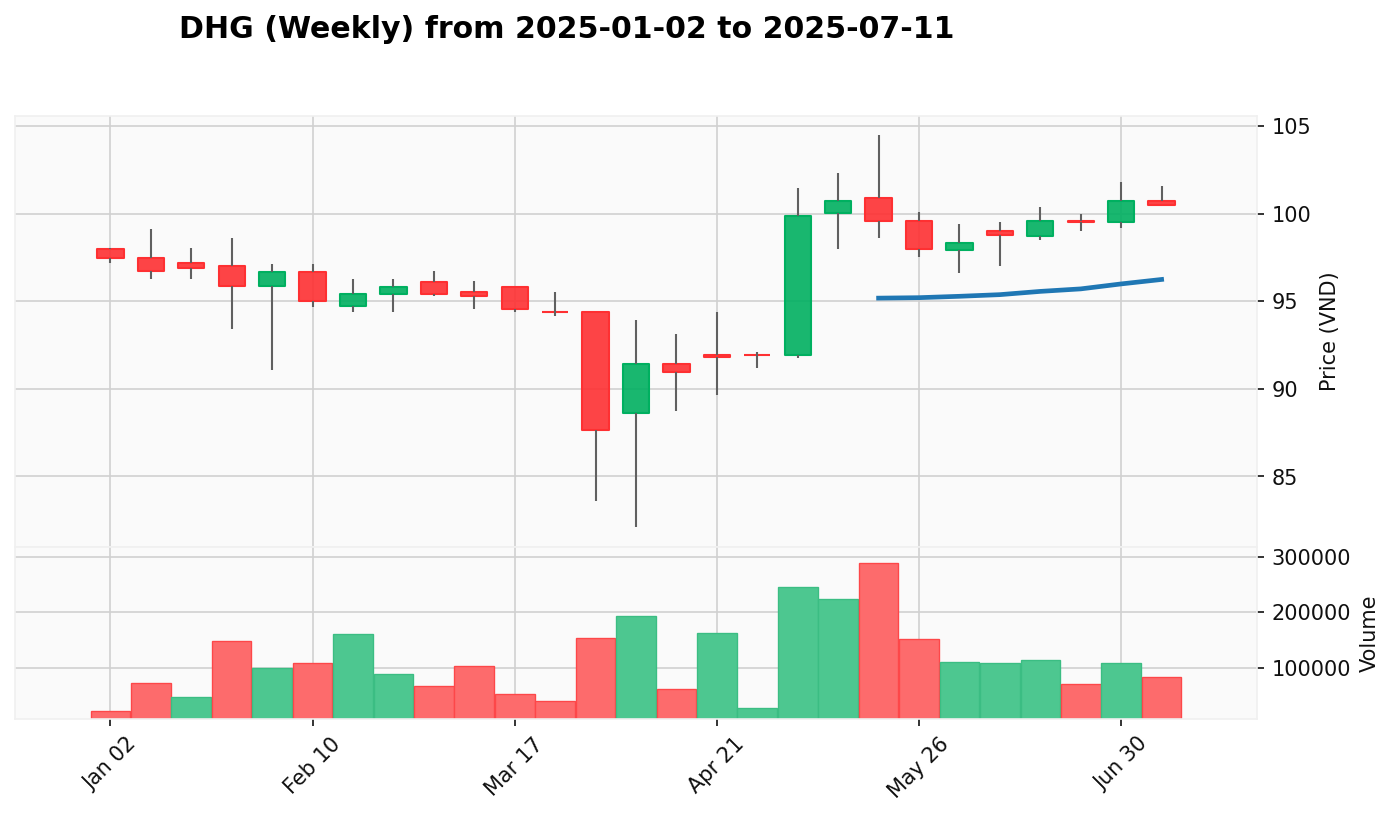 DHG (Weekly) from 2025-01-02 to 2025-07-11
105
100
95
90
85
Price (VND)
300000
200000
100000
Volume
Jan 02
Feb 10
Mar 17
Apr 21
May 26
Jun 30